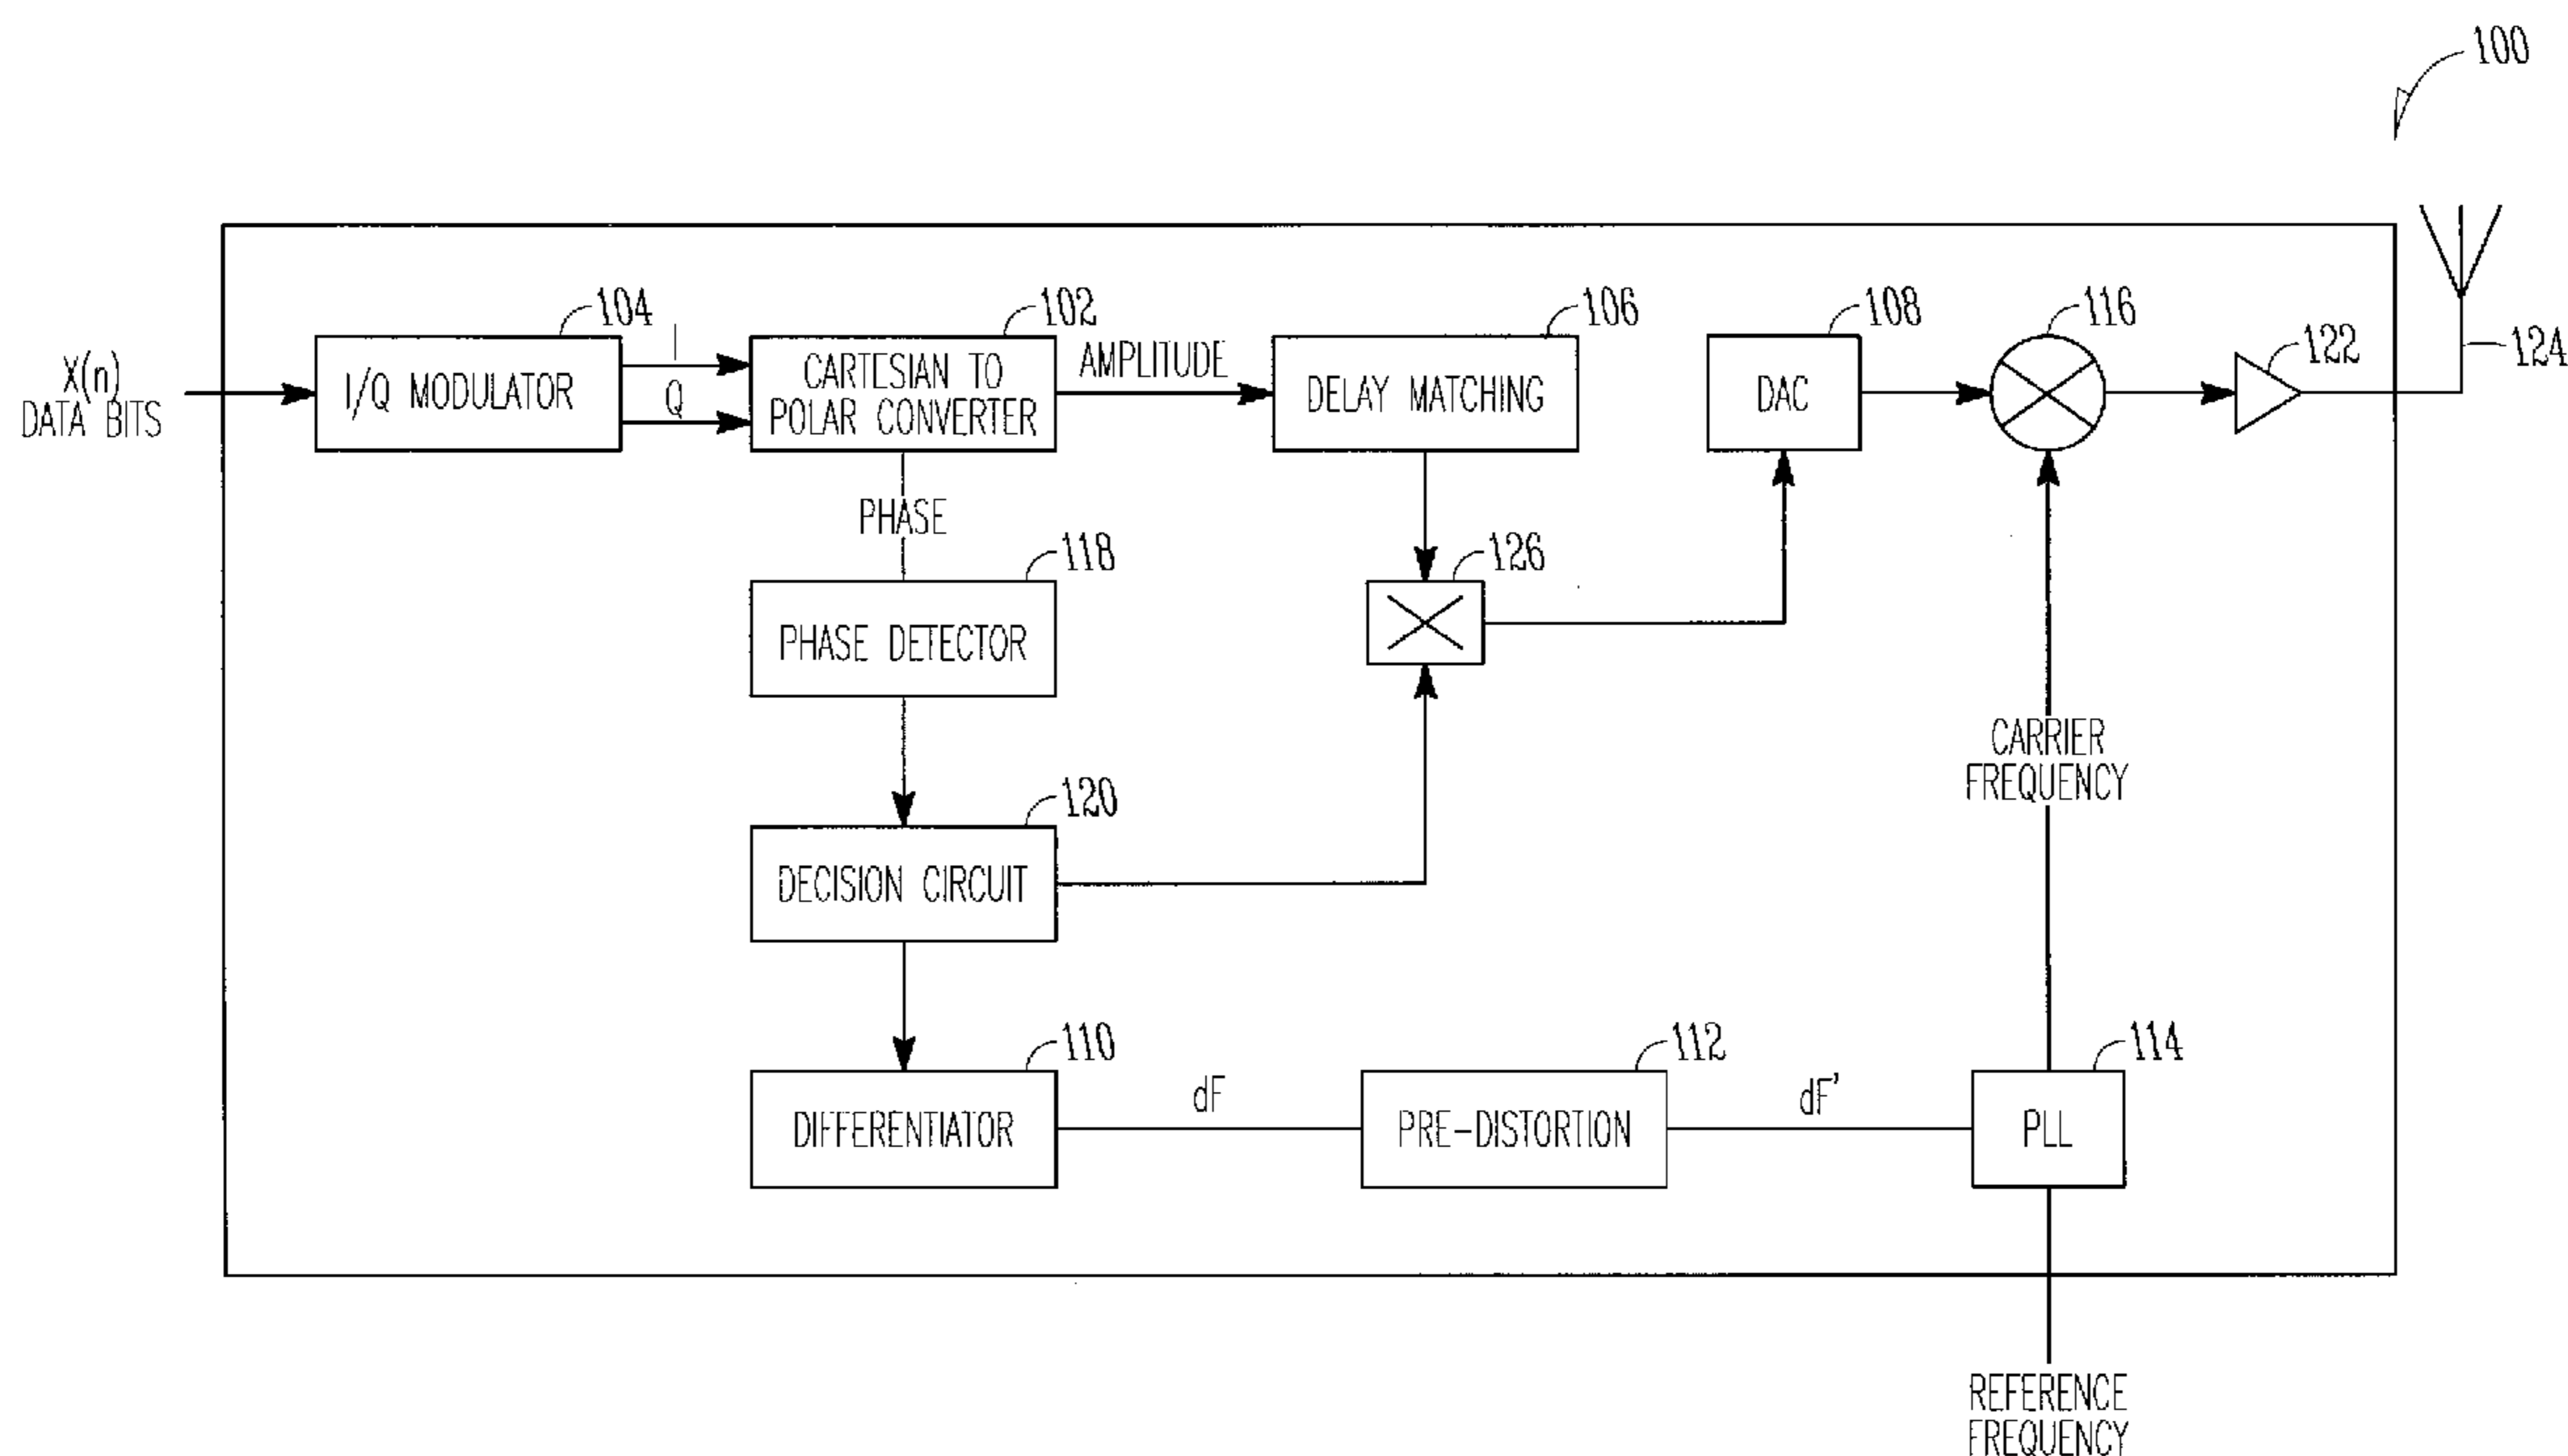 100
104
102
106
108
116
122
124
X(n)
DATA BITS
I/Q MODULATOR
I
Q
CARTESIAN TO
POLAR CONVERTER
AMPLITUDE
DELAY MATCHING
DAC
PHASE
118
126
PHASE DETECTOR
CARRIER
FREQUENCY
120
DECISION CIRCUIT
110
112
114
DIFFERENTIATOR
dF
PRE-DISTORTION
dF'
PLL
REFERENCE
FREQUENCY